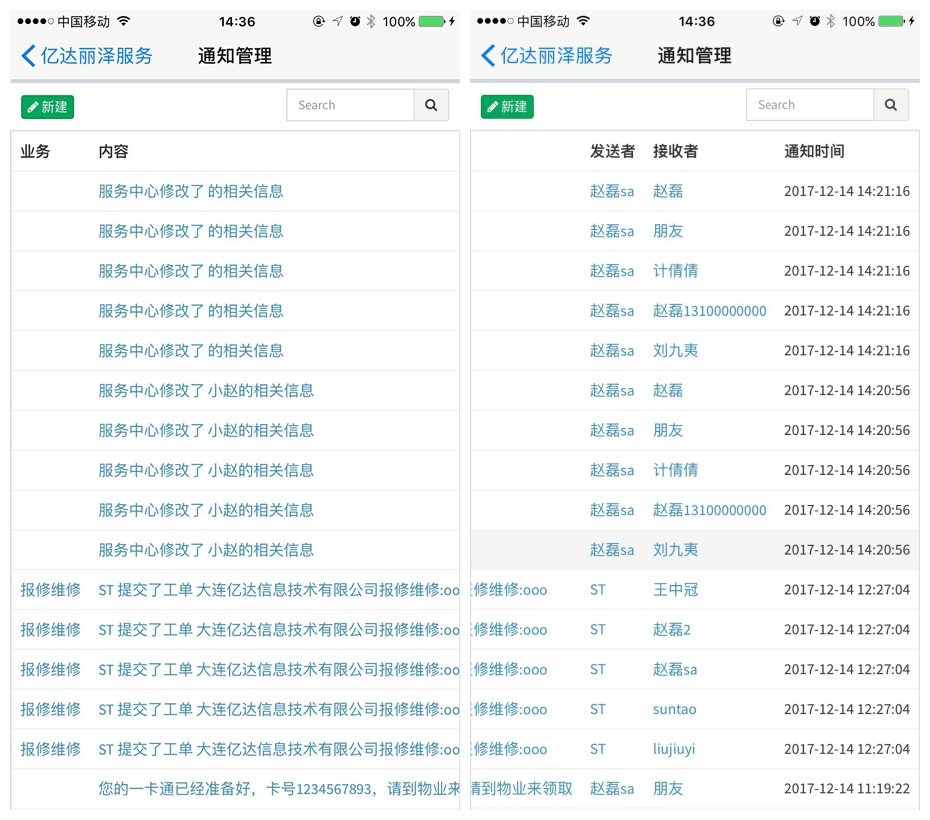 中国移动 14:36 100%
亿达丽泽服务 通知管理
新建 Search
业务 内容
服务中心修改了 的相关信息
服务中心修改了 的相关信息
服务中心修改了 的相关信息
服务中心修改了 的相关信息
服务中心修改了 的相关信息
服务中心修改了 小赵的相关信息
服务中心修改了 小赵的相关信息
服务中心修改了 小赵的相关信息
服务中心修改了 小赵的相关信息
服务中心修改了 小赵的相关信息
报修维修 ST 提交了工单 大连亿达信息技术有限公司报修维修:oo
报修维修 ST 提交了工单 大连亿达信息技术有限公司报修维修:oo
报修维修 ST 提交了工单 大连亿达信息技术有限公司报修维修:oo
报修维修 ST 提交了工单 大连亿达信息技术有限公司报修维修:oo
报修维修 ST 提交了工单 大连亿达信息技术有限公司报修维修:oo
您的一卡通已经准备好，卡号1234567893，请到物业来
中国移动 14:36 100%
亿达丽泽服务 通知管理
新建 Search
发送者 接收者 通知时间
赵磊sa 赵磊 2017-12-14 14:21:16
赵磊sa 朋友 2017-12-14 14:21:16
赵磊sa 计倩倩 2017-12-14 14:21:16
赵磊sa 赵磊13100000000 2017-12-14 14:21:16
赵磊sa 刘九夷 2017-12-14 14:21:16
赵磊sa 赵磊 2017-12-14 14:20:56
赵磊sa 朋友 2017-12-14 14:20:56
赵磊sa 计倩倩 2017-12-14 14:20:56
赵磊sa 赵磊13100000000 2017-12-14 14:20:56
赵磊sa 刘九夷 2017-12-14 14:20:56
修维修:ooo ST 王中冠 2017-12-14 12:27:04
修维修:ooo ST 赵磊2 2017-12-14 12:27:04
修维修:ooo ST 赵磊sa 2017-12-14 12:27:04
修维修:ooo ST suntao 2017-12-14 12:27:04
修维修:ooo ST liujiuyi 2017-12-14 12:27:04
请到物业来领取 赵磊sa 朋友 2017-12-14 11:19:22